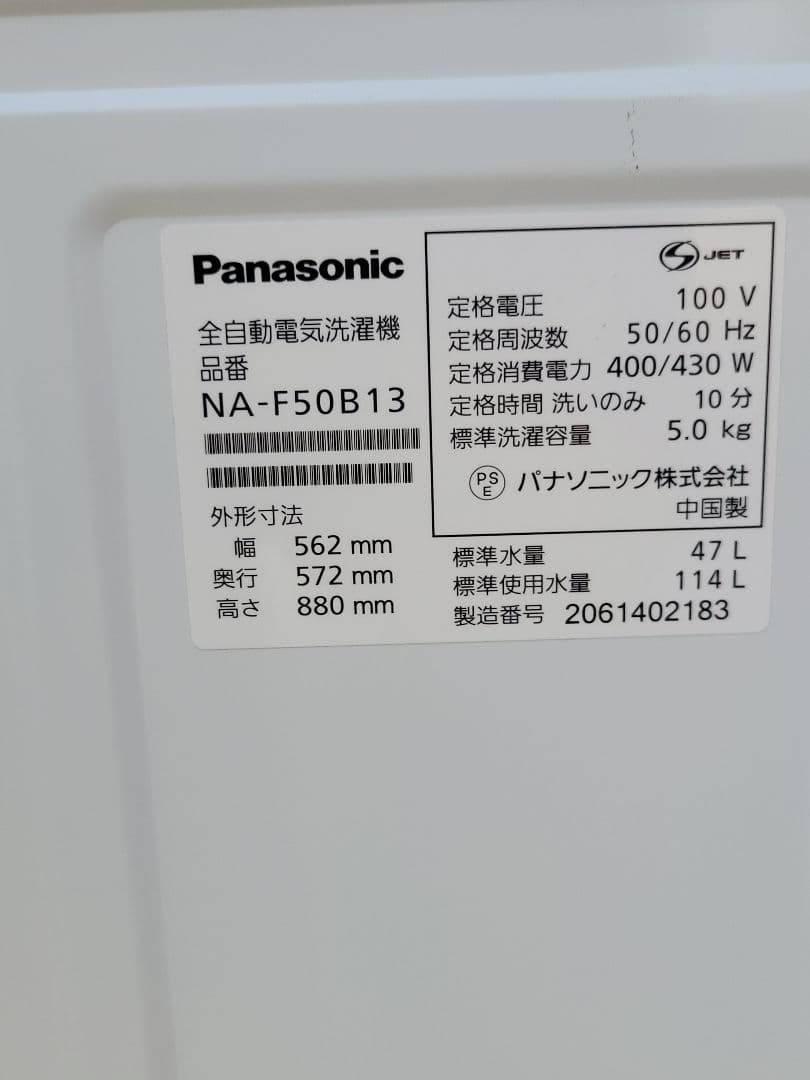 Panasonic
全自動電気洗濯機
品番
NA-F50B13
外形寸法
幅 562 mm
奥行 572 mm
高さ 880 mm
S JET
定格電圧 100 V
定格周波数 50/60 Hz
定格消費電力 400/430 W
定格時間 洗いのみ 10 分
標準洗濯容量 5.0 kg
PS E パナソニック株式会社
中国製
標準水量 47 L
標準使用水量 114 L
製造番号 2061402183